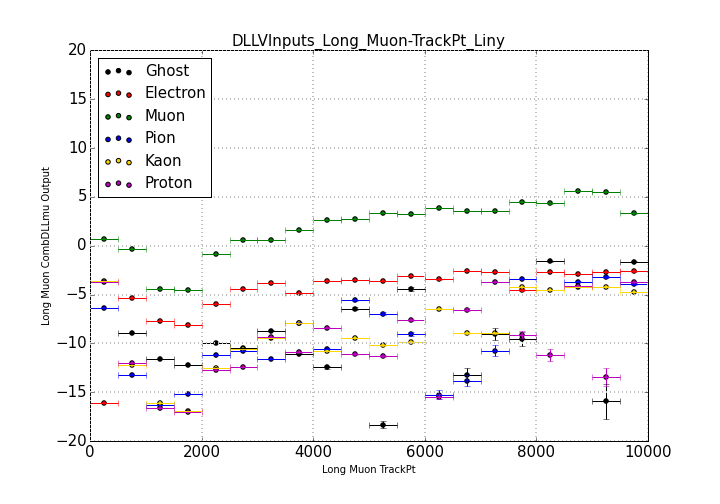 DLLVInputs_Long_Muon-TrackPt_Liny
20
15
10
5
0
−5
−10
−15
−20
Ghost
Electron
Muon
Pion
Kaon
Proton
Long Muon CombDLLmu Output
0 2000 4000 6000 8000 10000
Long Muon TrackPt